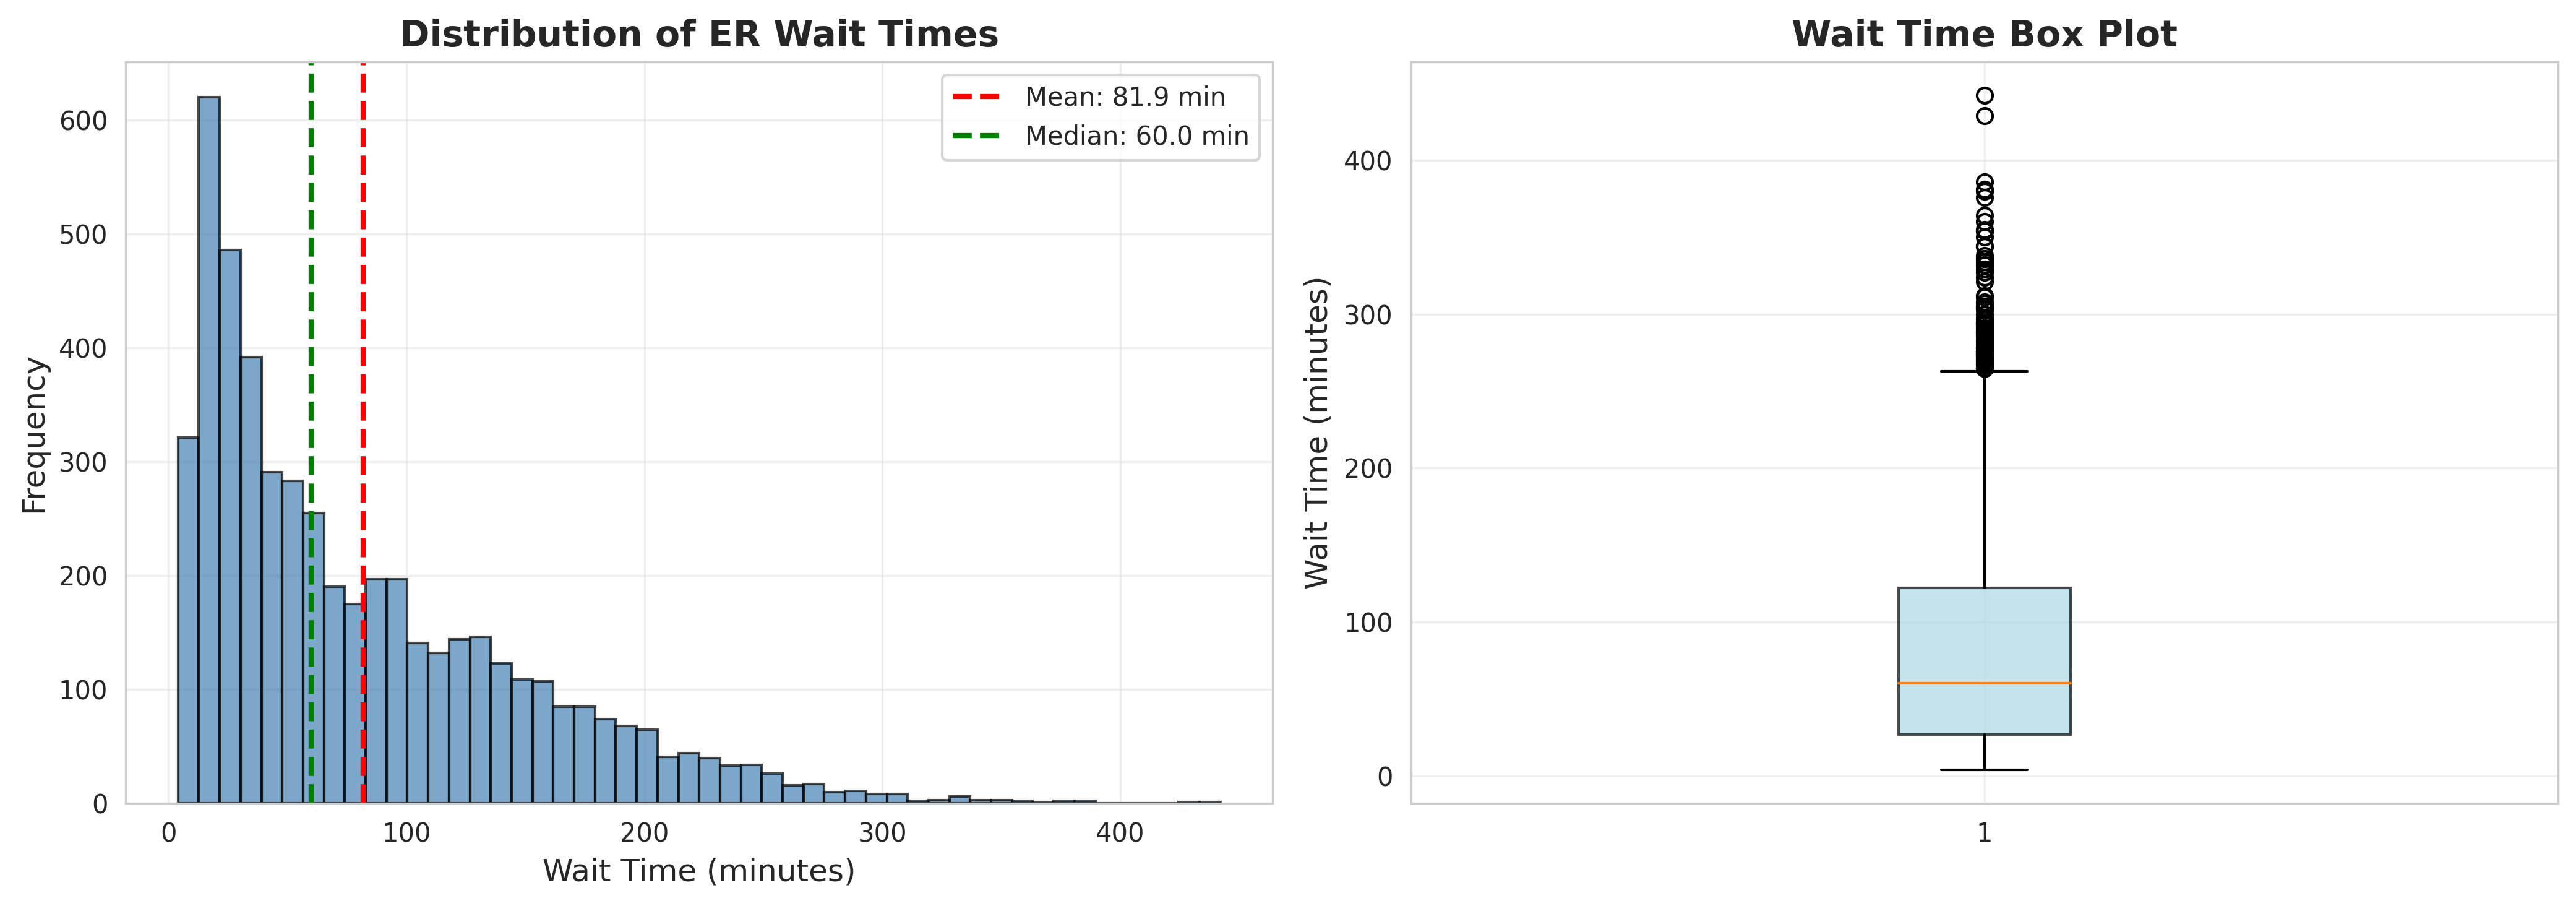 Distribution of ER Wait Times
Mean: 81.9 min
Median: 60.0 min
Frequency
600
500
400
300
200
100
0
0 100 200 300 400
Wait Time (minutes)
Wait Time Box Plot
Wait Time (minutes)
400
300
200
100
0
1